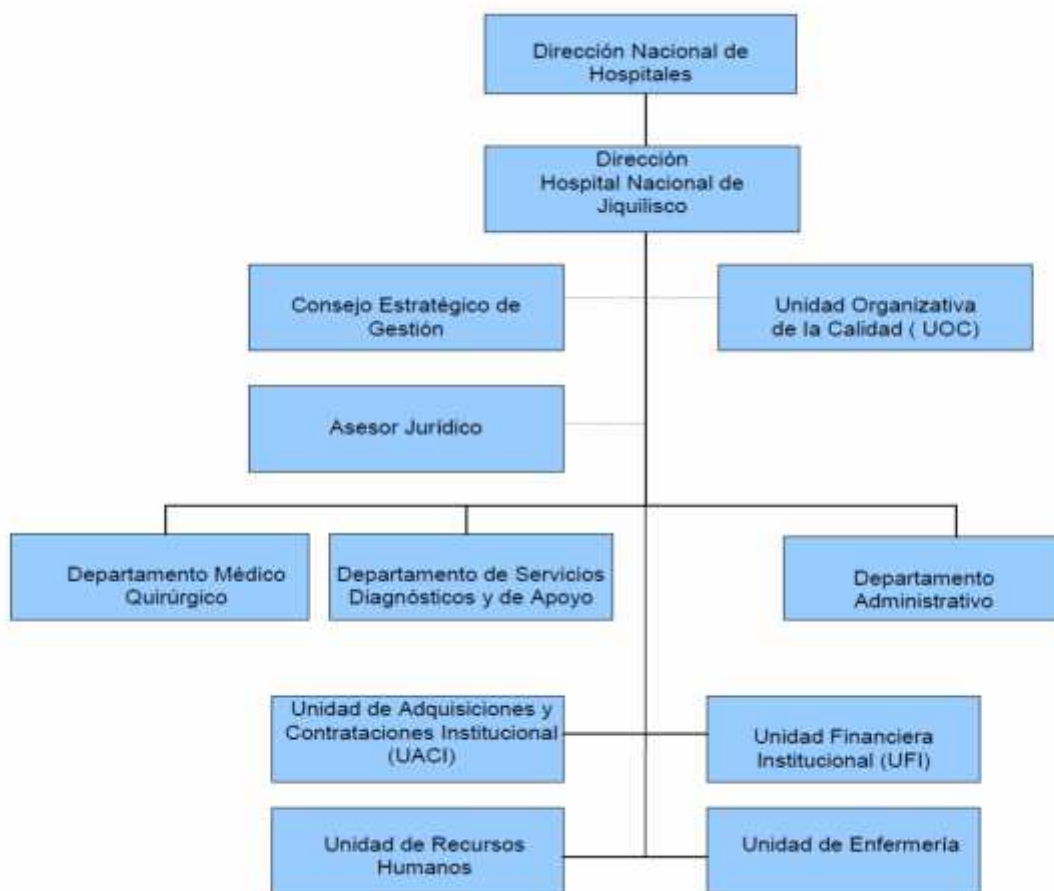 Dirección Nacional de
Hospitales
Dirección
Hospital Nacional de
Jiquilisco
Consejo Estratégico de
Gestión
Unidad Organizativa
de la Calidad ( UOC)
Asesor Jurídico
Departamento Médico
Quirúrgico
Departamento de Servicios
Diagnósticos y de Apoyo
Departamento
Administrativo
Unidad de Adquisiciones y
Contrataciones Institucional
(UACI)
Unidad Financiera
Institucional (UFI)
Unidad de Recursos
Humanos
Unidad de Enfermería